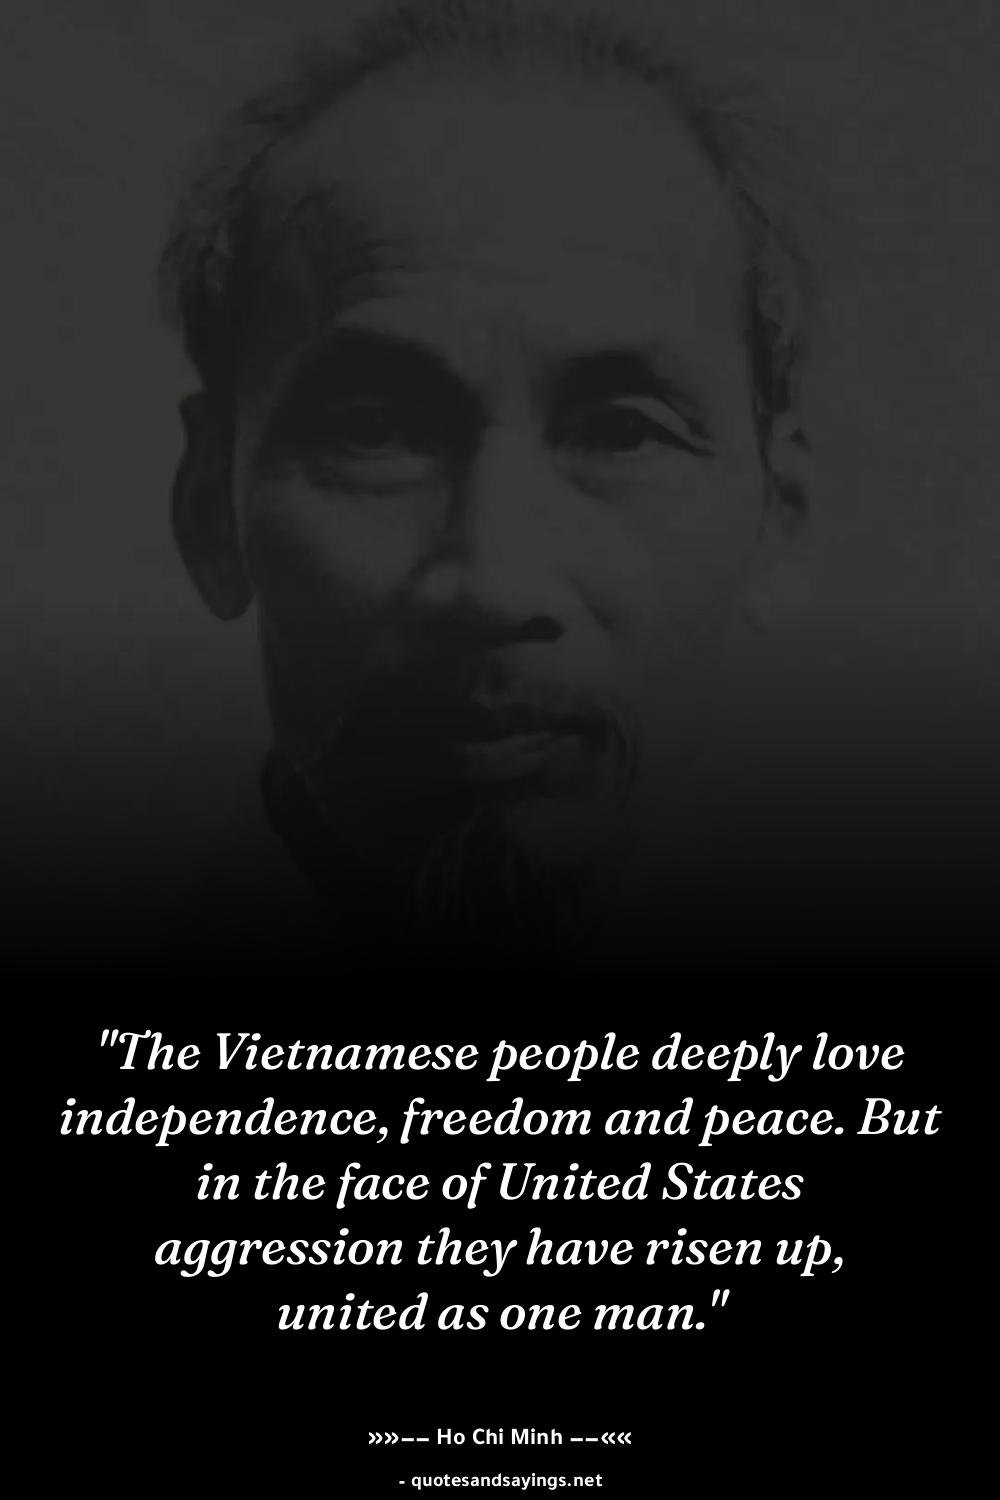 "The Vietnamese people deeply love
independence, freedom and peace. But
in the face of United States
aggression they have risen up,
united as one man."
»»–– Ho Chi Minh ––««
- quotesandsayings.net